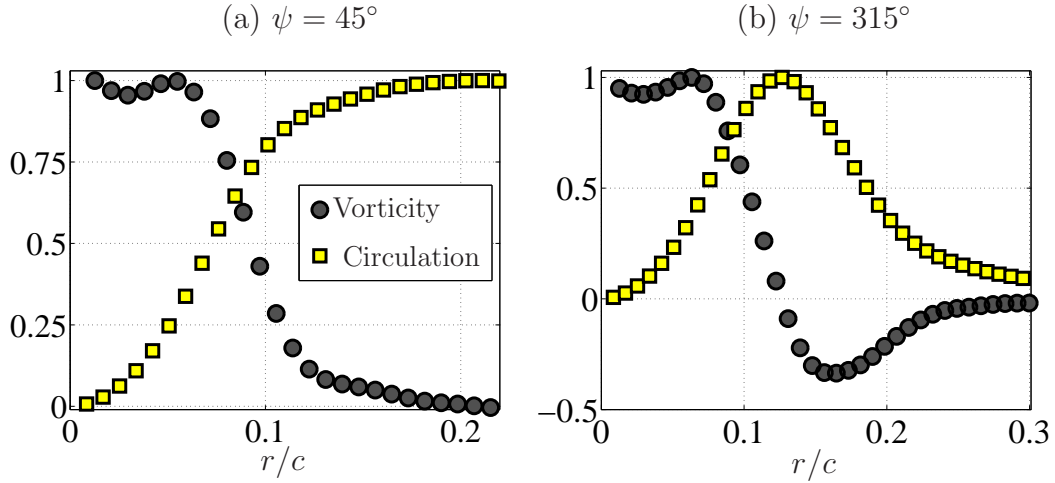 (a) ψ = 45°
(b) ψ = 315°
1
0.75
0.5
0.25
0
0
0.1
0.2
r/c
Vorticity
Circulation
1
0.5
0
−0.5
0
0.1
0.2
0.3
r/c